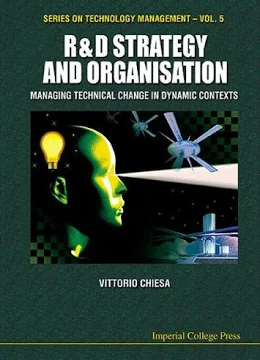 SERIES ON TECHNOLOGY MANAGEMENT – VOL. 5
R&D STRATEGY
AND ORGANISATION
MANAGING TECHNICAL CHANGE IN DYNAMIC CONTEXTS
VITTORIO CHIESA
Imperial College Press